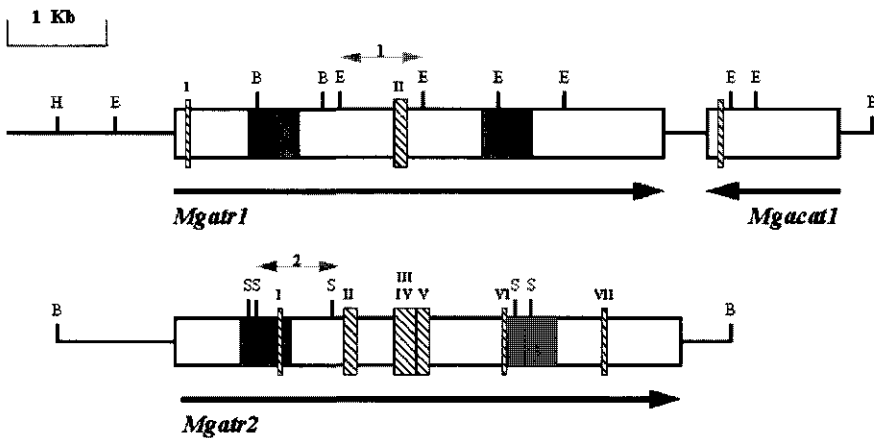 1 Kb
1
I B B E II E E E E E
H E B
Mgatr1 Mgacat1
2
SS I S II III IV V VI S S VII
B B
Mgatr2